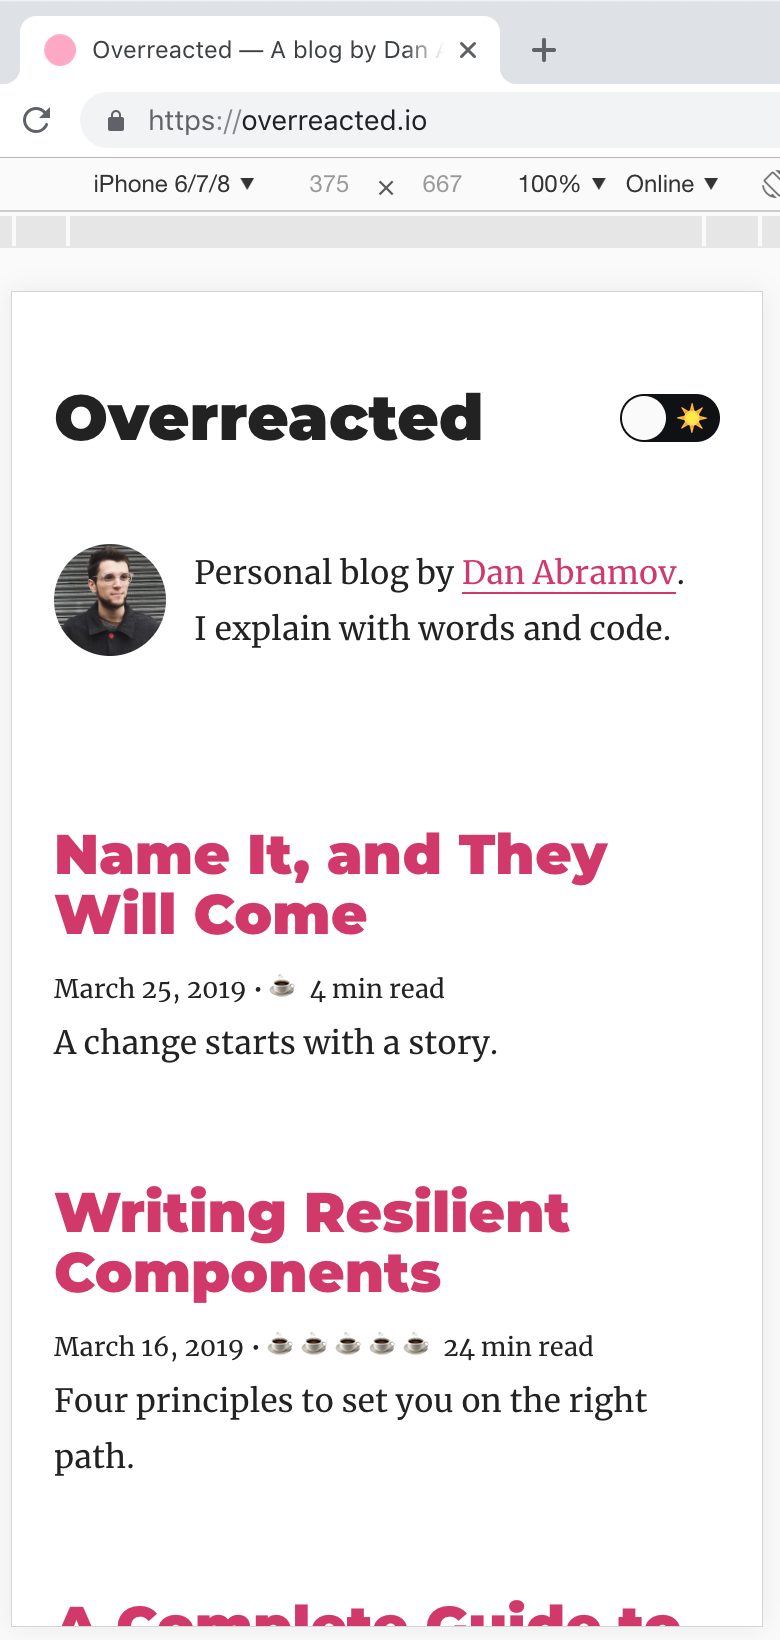 Overreacted — A blog by Dan
https://overreacted.io
iPhone 6/7/8 ▼ 375 × 667 100% ▼ Online ▼
Overreacted
Personal blog by Dan Abramov.
I explain with words and code.
Name It, and They
Will Come
March 25, 2019 • ☕ 4 min read
A change starts with a story.
Writing Resilient
Components
March 16, 2019 • ☕☕☕☕☕ 24 min read
Four principles to set you on the right
path.
A Complete Guide to